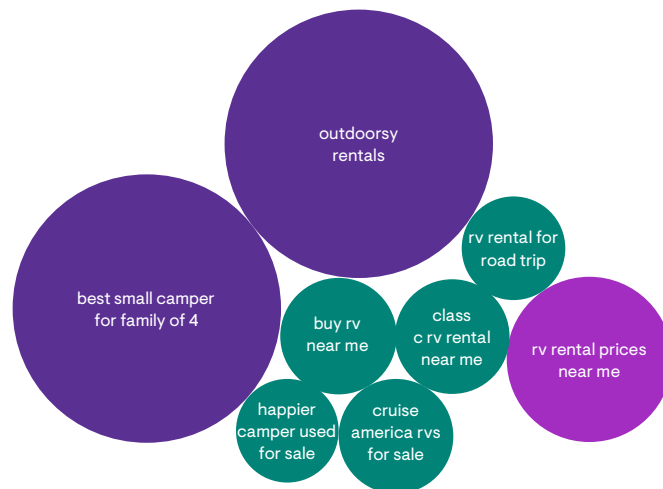 outdoorsy
rentals
rv rental for
road trip
best small camper
for family of 4
buy rv
near me
class
c rv rental
near me
rv rental prices
near me
happier
camper used
for sale
cruise
america rvs
for sale